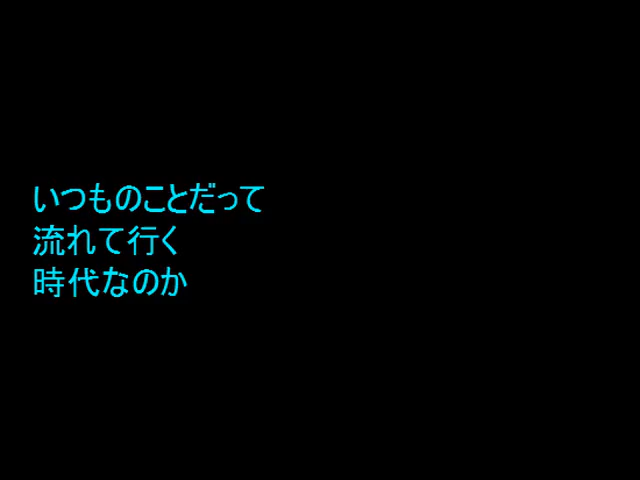 いつものことだって
流れて行く
時代なのか